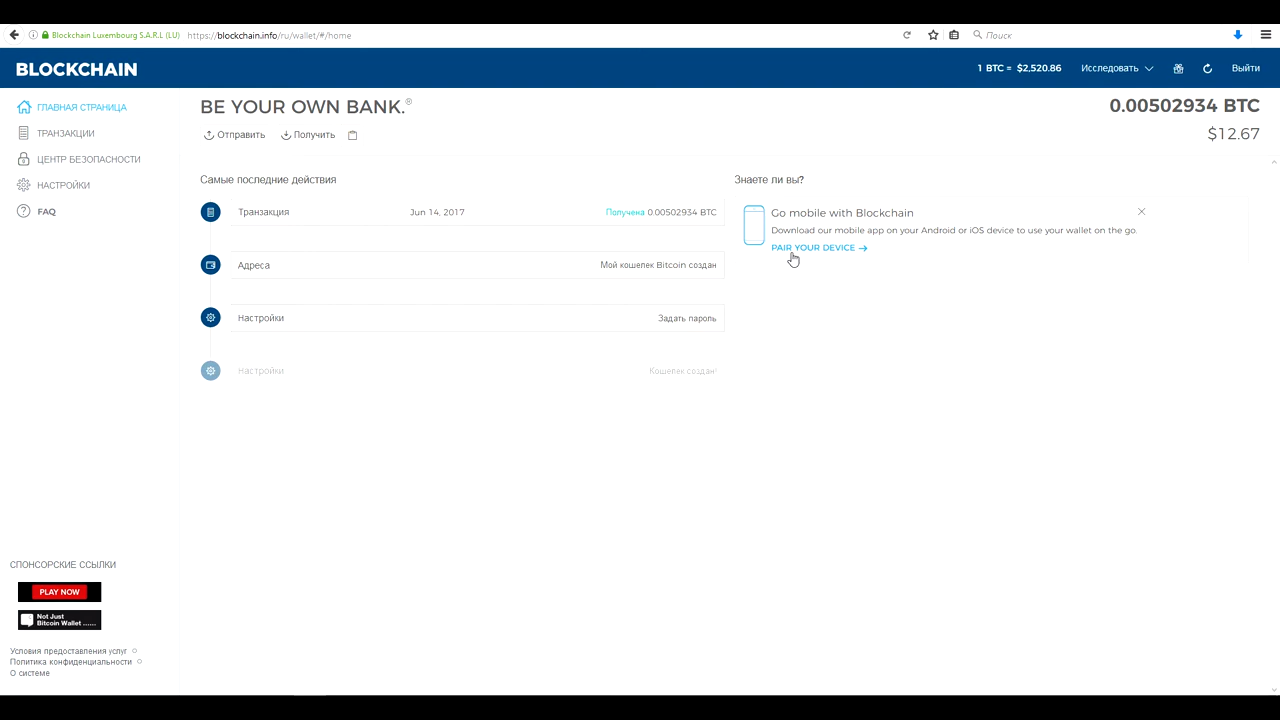 Blockchain Luxembourg S.A.R.L (LU) https://blockchain.info/ru/wallet/#/home Поиск
BLOCKCHAIN 1 BTC = $2,520.86 Исследовать Выйти
ГЛАВНАЯ СТРАНИЦА
ТРАНЗАКЦИИ
ЦЕНТР БЕЗОПАСНОСТИ
НАСТРОЙКИ
FAQ
BE YOUR OWN BANK.® 0.00502934 BTC
$12.67
Отправить Получить
Самые последние действия
Транзакция Jun 14, 2017 Получена 0.00502934 BTC
Адреса Мой кошелек Bitcoin создан
Настройки Задать пароль
Настройки Кошелек создан!
Знаете ли вы?
Go mobile with Blockchain
Download our mobile app on your Android or iOS device to use your wallet on the go.
PAIR YOUR DEVICE
СПОНСОРСКИЕ ССЫЛКИ
PLAY NOW
Not Just
Bitcoin Wallet ......
Условия предоставления услуг
Политика конфиденциальности
О системе